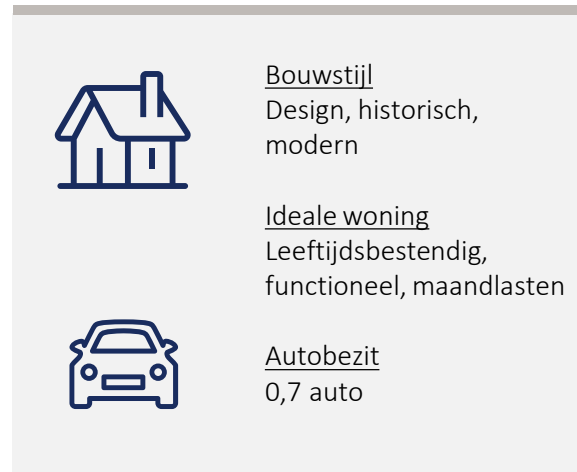 Bouwstijl
Design, historisch,
modern
Ideale woning
Leeftijdsbestendig,
functioneel, maandlasten
Autobezit
0,7 auto